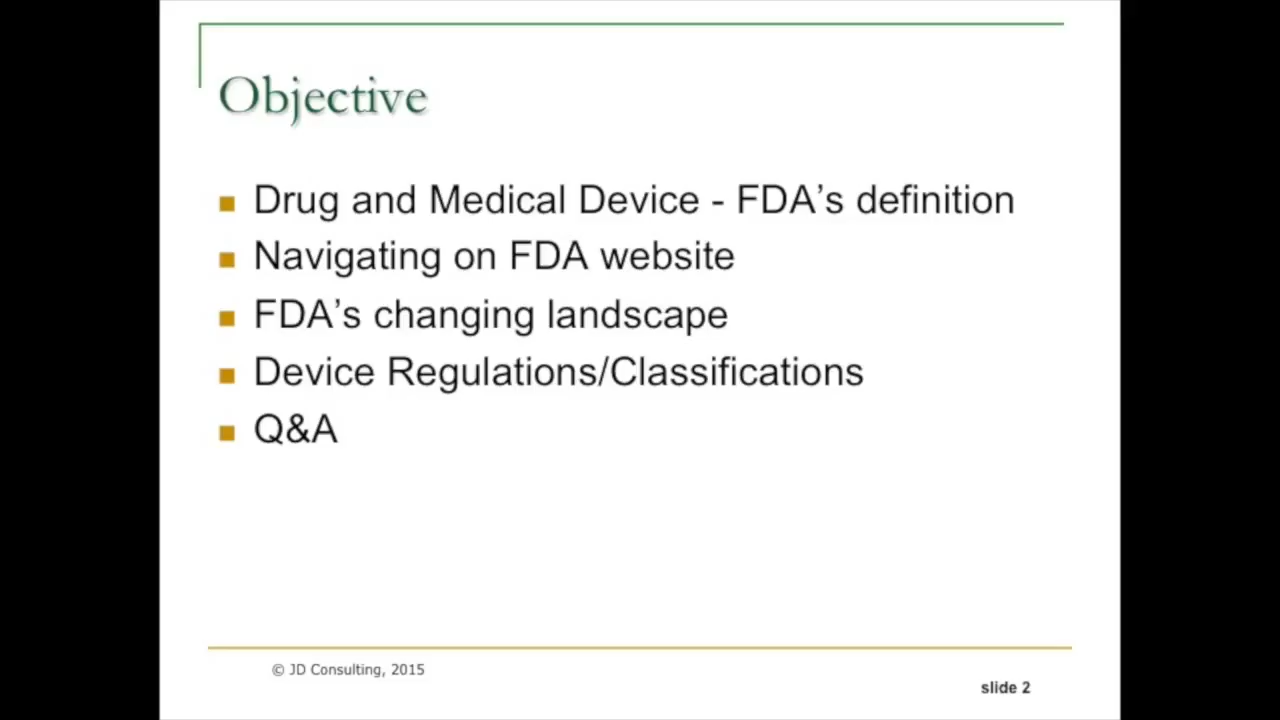 Objective
Drug and Medical Device - FDA’s definition
Navigating on FDA website
FDA’s changing landscape
Device Regulations/Classifications
Q&A
© JD Consulting, 2015
slide 2